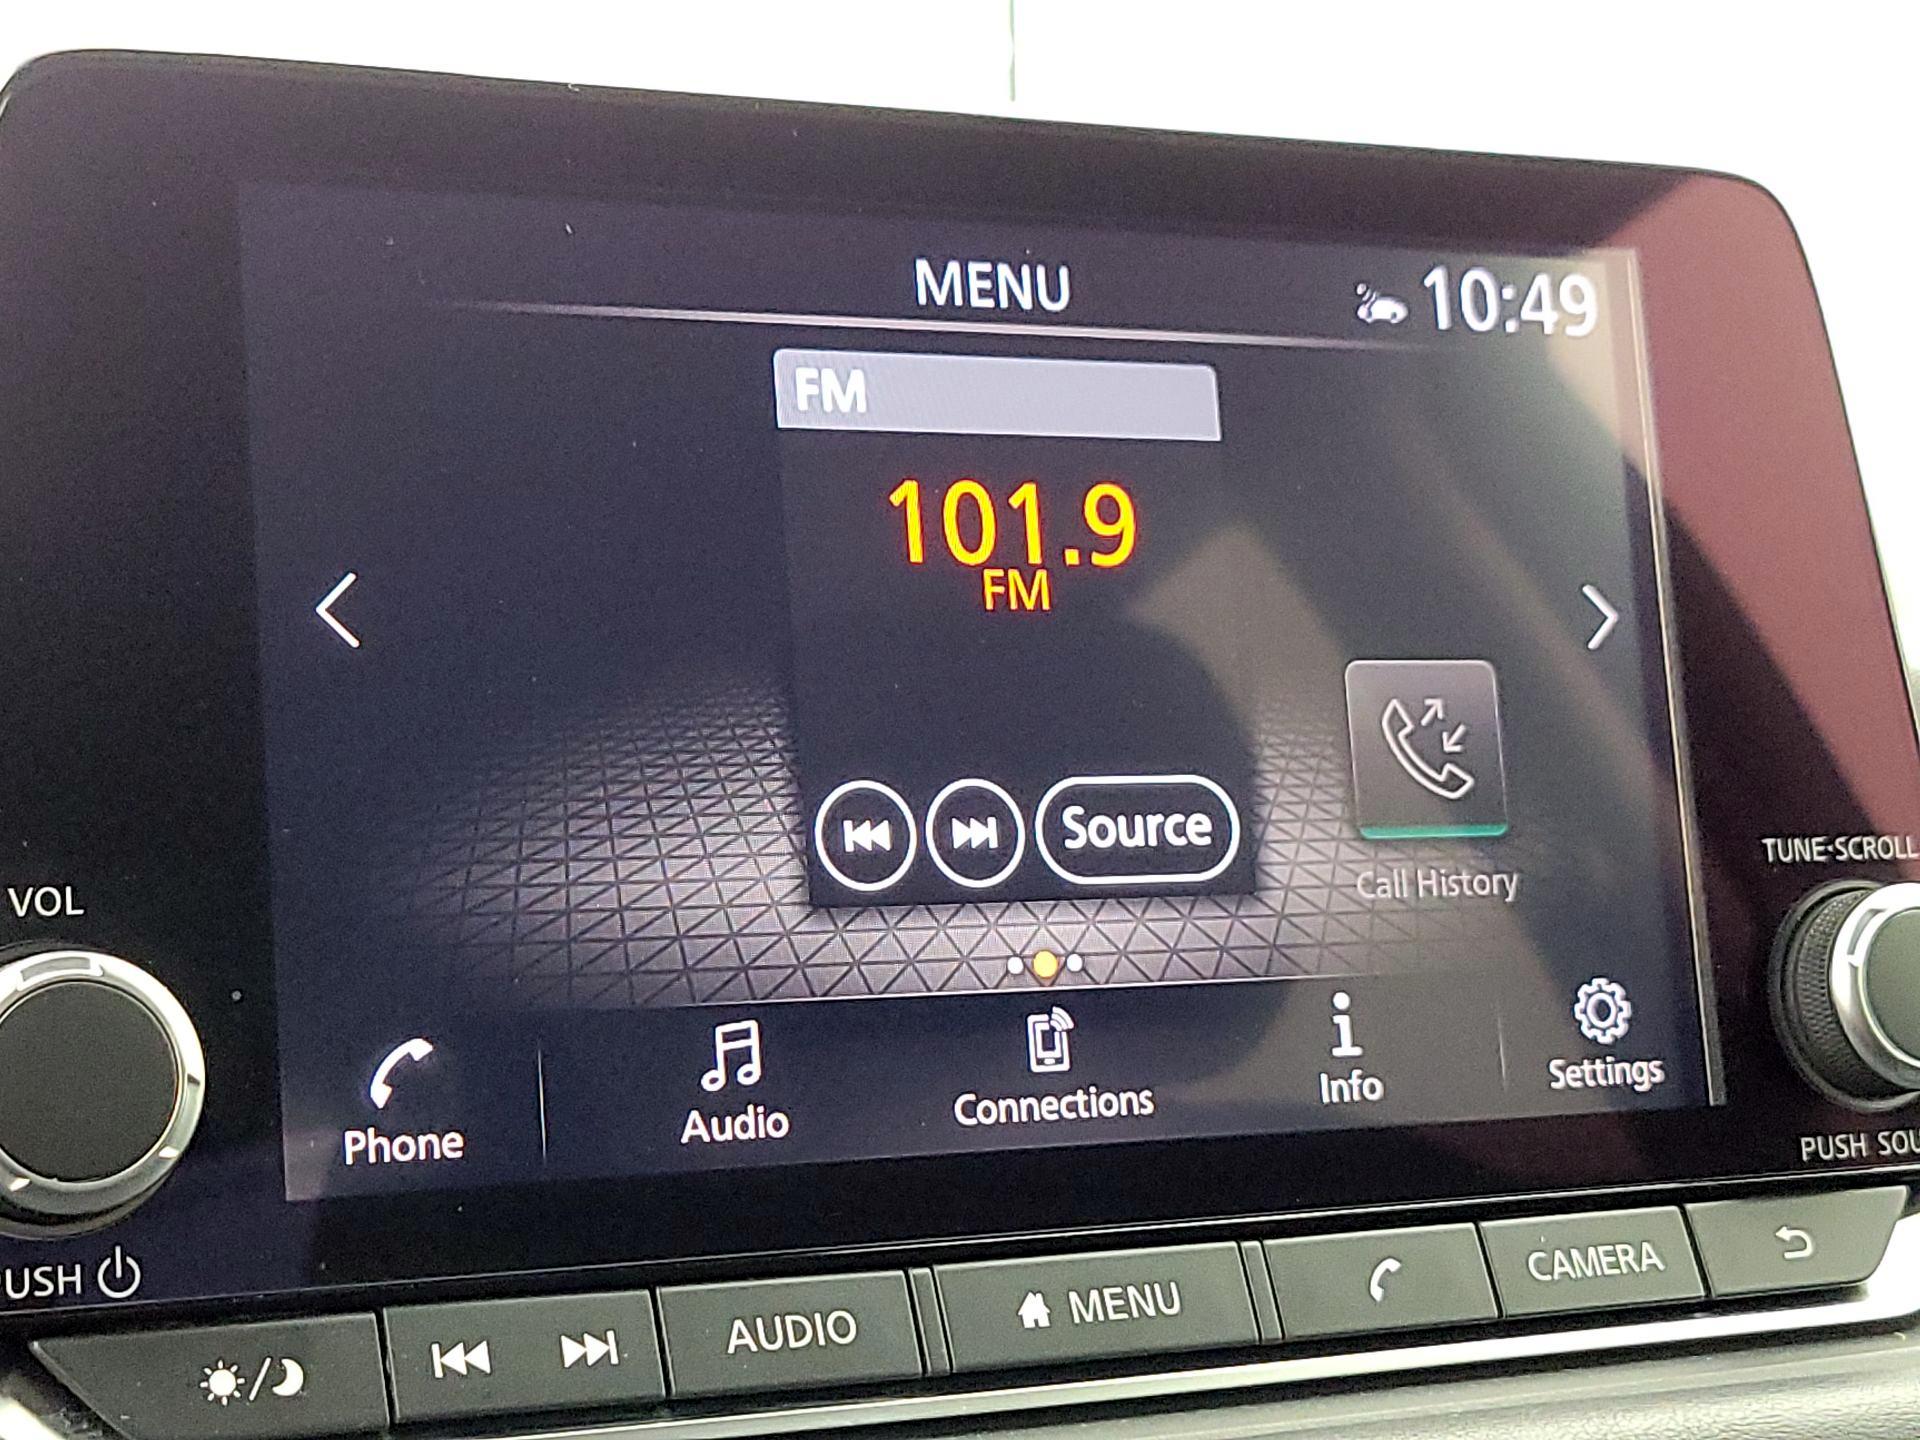 MENU
10:49
FM
101.9
FM
Source
Call History
VOL
TUNE·SCROLL
Phone
Audio
Connections
Info
Settings
PUSH SOU
USH
AUDIO
MENU
CAMERA